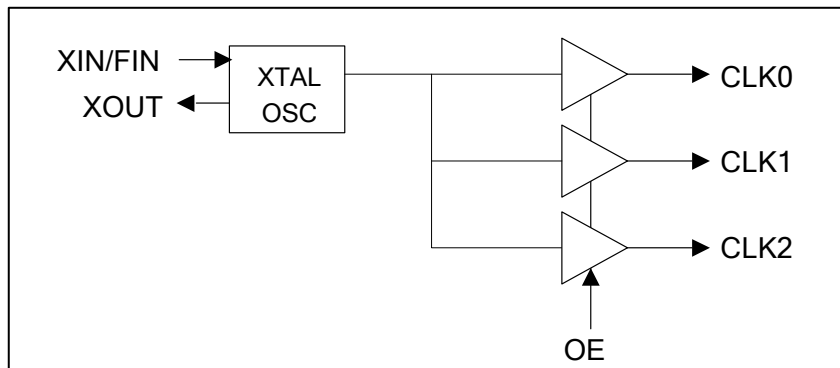 XIN/FIN
XOUT
XTAL
OSC
CLK0
CLK1
CLK2
OE